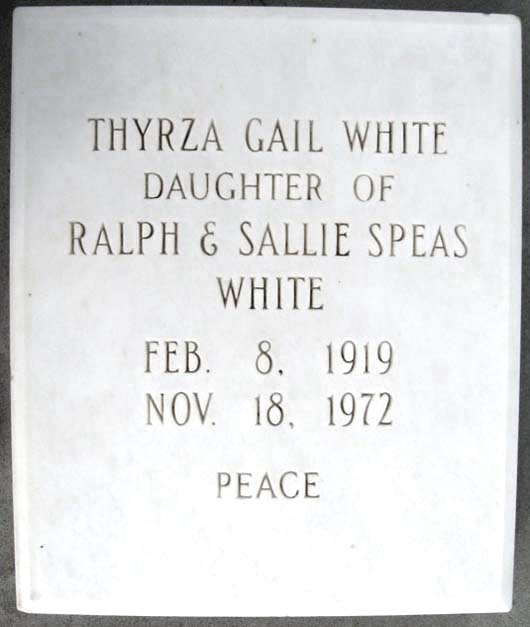 THYRZA GAIL WHITE
DAUGHTER OF
RALPH & SALLIE SPEAS
WHITE
FEB. 8, 1919
NOV. 18, 1972
PEACE